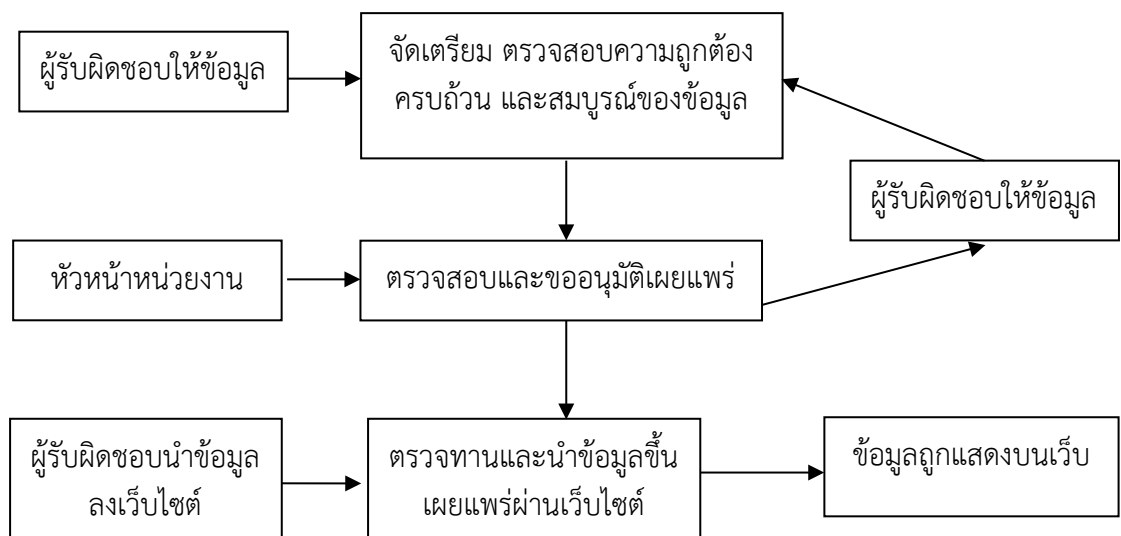 ผู้รับผิดชอบให้ข้อมูล
จัดเตรียม ตรวจสอบความถูกต้อง
ครบถ้วน และสมบูรณ์ของข้อมูล
ผู้รับผิดชอบให้ข้อมูล
หัวหน้าหน่วยงาน
ตรวจสอบและขออนุมัติเผยแพร่
ผู้รับผิดชอบนำข้อมูล
ลงเว็บไซต์
ตรวจทานและนำข้อมูลขึ้น
เผยแพร่ผ่านเว็บไซต์
ข้อมูลถูกแสดงบนเว็บ